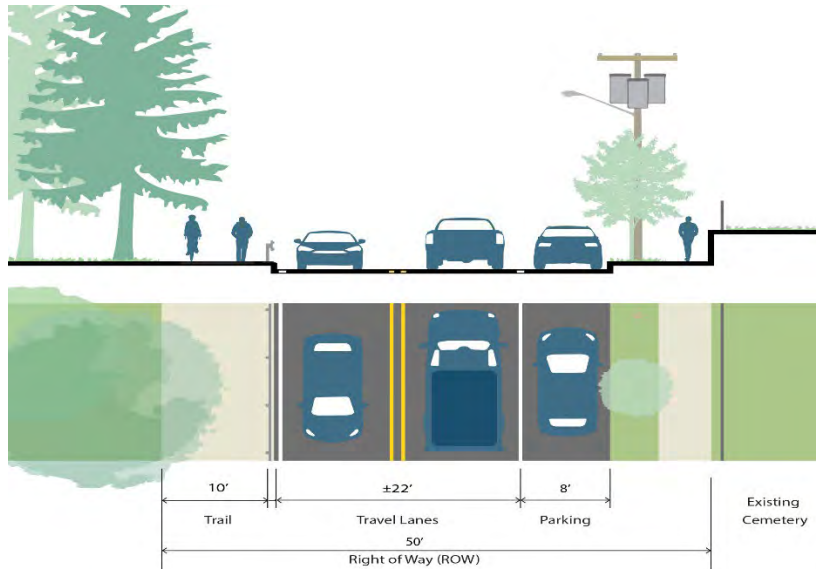 10’
±22’
8’
Trail
Travel Lanes
Parking
Existing
Cemetery
50’
Right of Way (ROW)